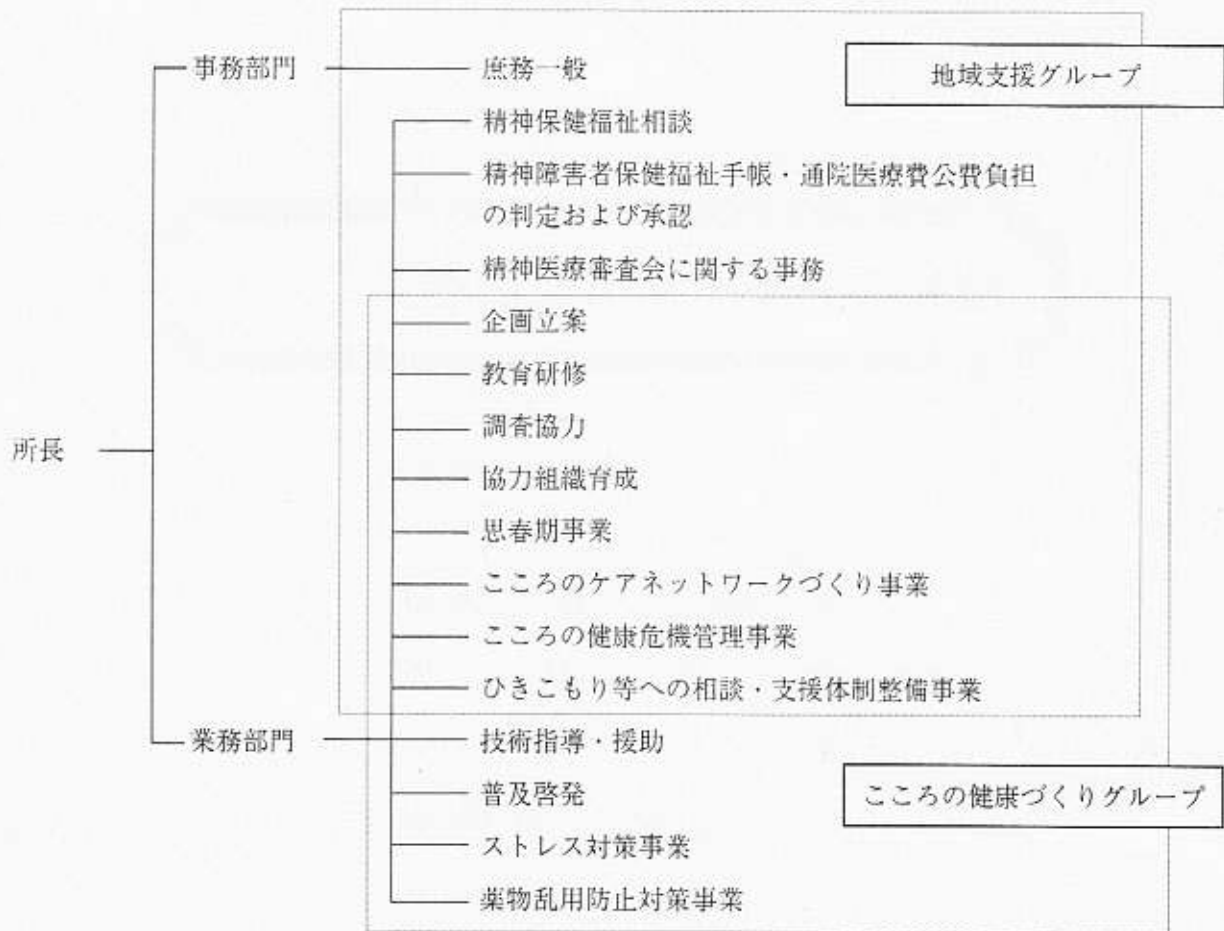 事務部門
庶務一般
地域支援グループ
精神保健福祉相談
精神障害者保健福祉手帳・通院医療費公費負担
の判定および承認
精神医療審査会に関する事務
企画立案
教育研修
調査協力
所長
協力組織育成
思春期事業
こころのケアネットワークづくり事業
こころの健康危機管理事業
ひきこもり等への相談・支援体制整備事業
業務部門
技術指導・援助
普及啓発
こころの健康づくりグループ
ストレス対策事業
薬物乱用防止対策事業